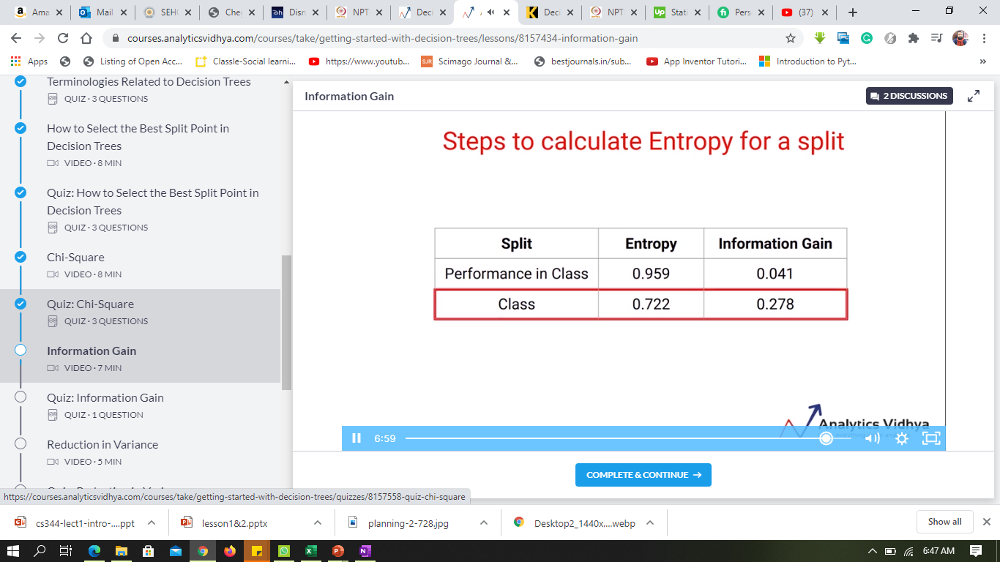 Ama
Mail
SEHC
Che
Disn
NPT
Deci
Deci
NPT
Stati
Pers
(37)
courses.analyticsvidhya.com/courses/take/getting-started-with-decision-trees/lessons/8157434-information-gain
Apps
Listing of Open Acc...
Classle-Social learni...
https://www.youtub...
SJR
Scimago Journal &...
bestjournals.in/sub...
App Inventor Tutori...
Introduction to Pyt...
»
Terminologies Related to Decision Trees
QUIZ · 3 QUESTIONS
How to Select the Best Split Point in
Decision Trees
VIDEO · 8 MIN
Quiz: How to Select the Best Split Point in
Decision Trees
QUIZ · 3 QUESTIONS
Chi-Square
VIDEO · 8 MIN
Quiz: Chi-Square
QUIZ · 3 QUESTIONS
Information Gain
VIDEO · 7 MIN
Quiz: Information Gain
QUIZ · 1 QUESTION
Reduction in Variance
VIDEO · 5 MIN
Information Gain
2 DISCUSSIONS
Steps to calculate Entropy for a split
Split Entropy Information Gain
Performance in Class 0.959 0.041
Class 0.722 0.278
Analytics Vidhya
6:59
COMPLETE & CONTINUE →
https://courses.analyticsvidhya.com/courses/take/getting-started-with-decision-trees/quizzes/8157558-quiz-chi-square
cs344-lect1-intro-....ppt
lesson1&2.pptx
planning-2-728.jpg
Desktop2_1440x....webp
Show all
6:47 AM